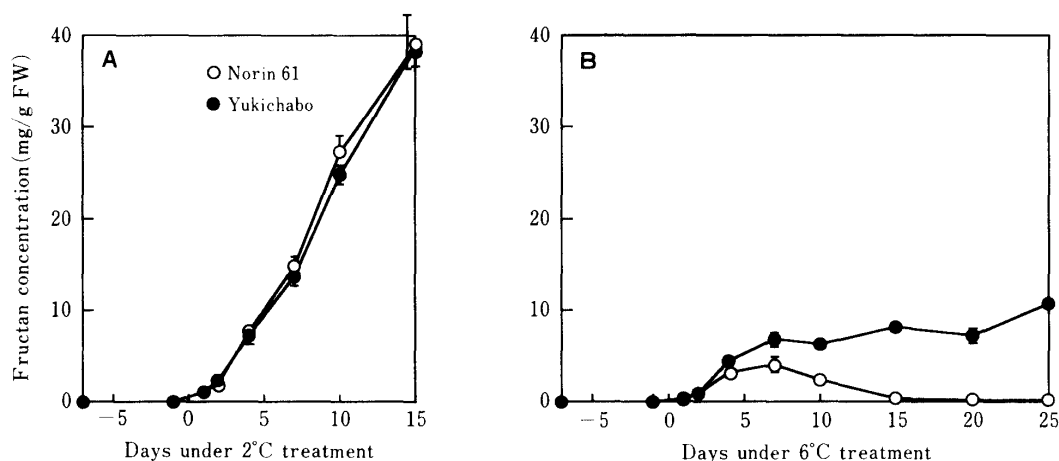 Fructan concentration(mg/g FW)
40
30
20
10
0
A
Norin 61
Yukichabo
−5 0 5 10 15
Days under 2°C treatment
40
30
20
10
0
B
−5 0 5 10 15 20 25
Days under 6°C treatment